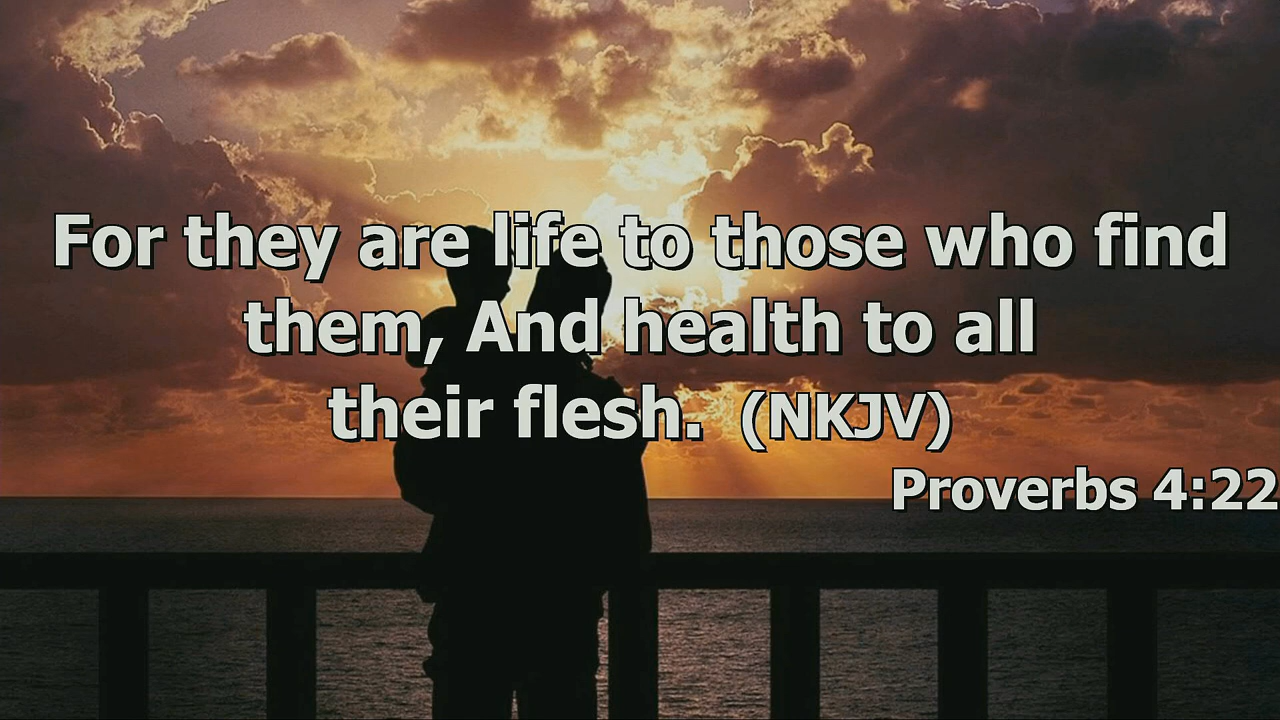 For they are life to those who find
them, And health to all
their flesh. (NKJV)
Proverbs 4:22